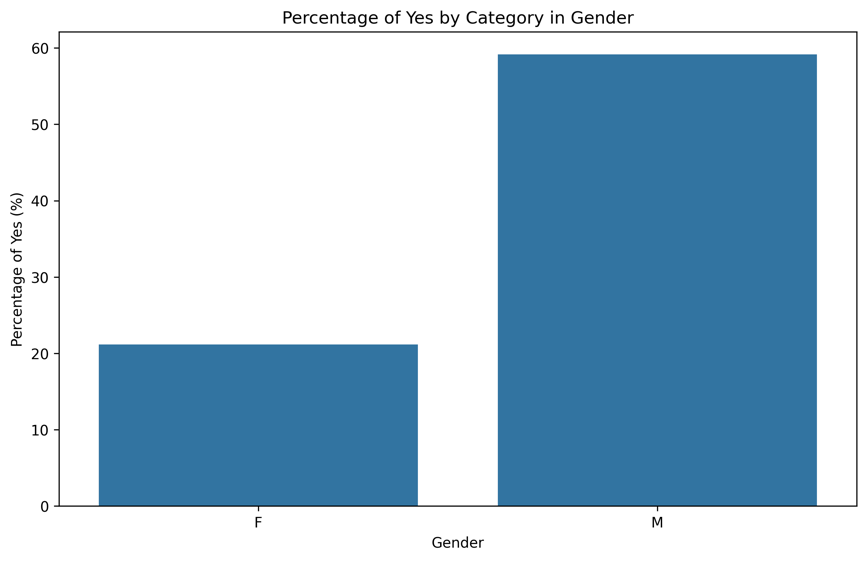 Percentage of Yes by Category in Gender
Percentage of Yes (%)
60
50
40
30
20
10
0
F
M
Gender